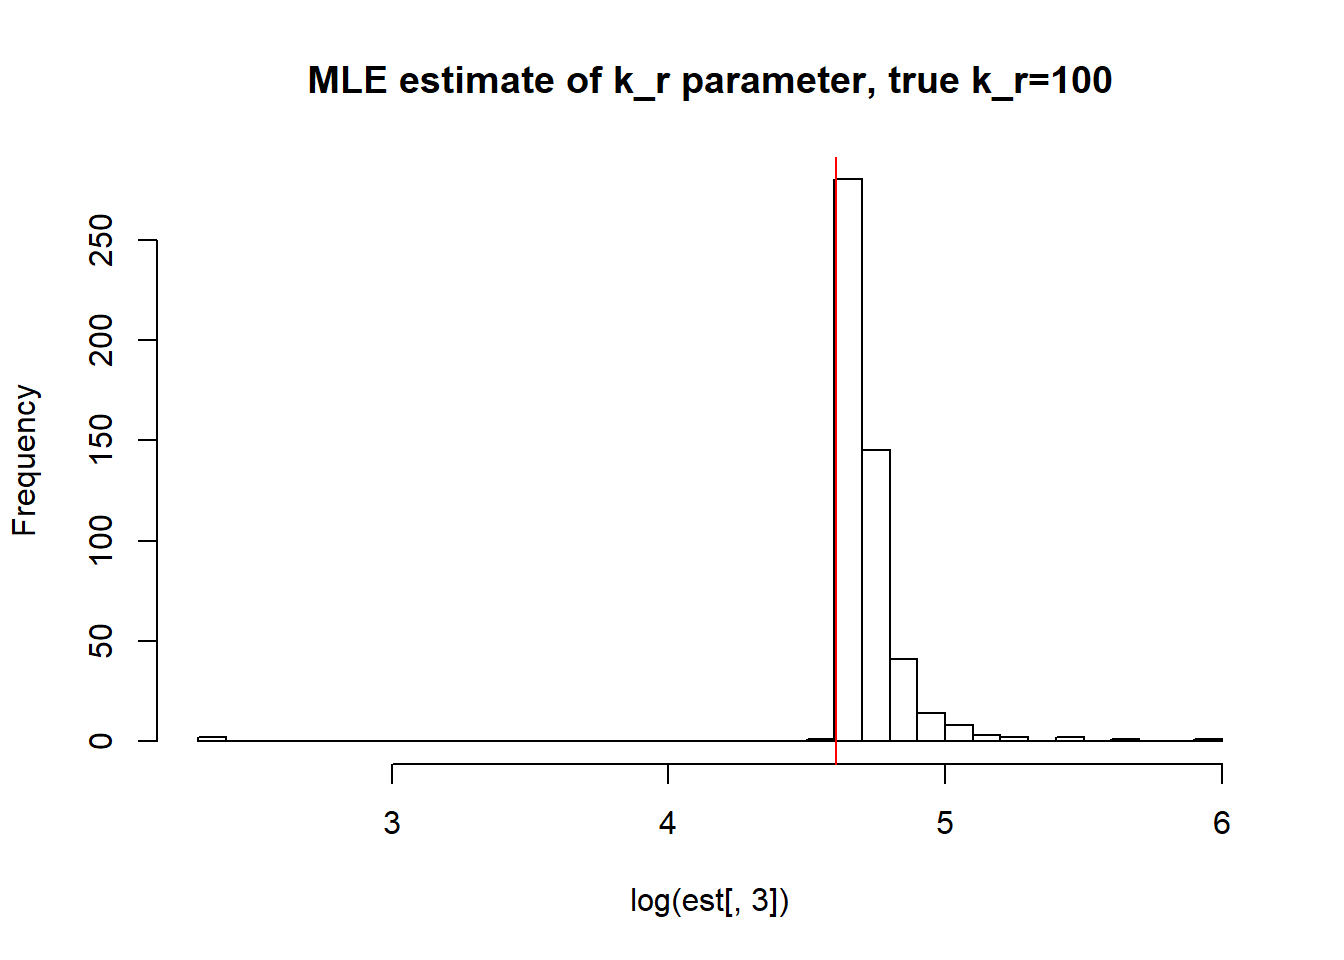 MLE estimate of k_r parameter, true k_r=100
Frequency
250
200
150
100
50
0
3 4 5 6
log(est[, 3])